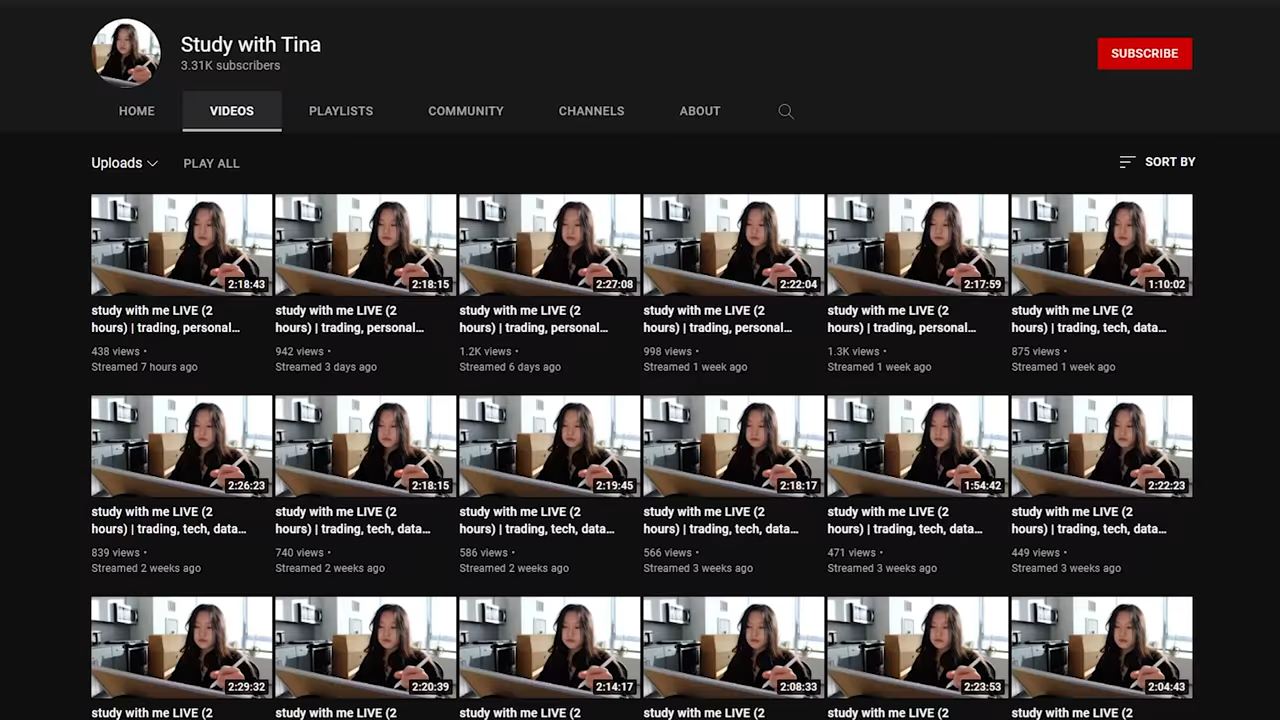 Study with Tina
3.31K subscribers
SUBSCRIBE
HOME VIDEOS PLAYLISTS COMMUNITY CHANNELS ABOUT
Uploads PLAY ALL SORT BY
2:18:43 2:18:15 2:27:08 2:22:04 2:17:59 1:10:02
study with me LIVE (2 study with me LIVE (2 study with me LIVE (2 study with me LIVE (2 study with me LIVE (2 study with me LIVE (2
hours) | trading, personal... hours) | trading, personal... hours) | trading, personal... hours) | trading, personal... hours) | trading, personal... hours) | trading, tech, data...
438 views • 942 views • 1.2K views • 998 views • 1.3K views • 875 views •
Streamed 7 hours ago Streamed 3 days ago Streamed 6 days ago Streamed 1 week ago Streamed 1 week ago Streamed 1 week ago
2:26:23 2:18:15 2:19:45 2:18:17 1:54:42 2:22:23
study with me LIVE (2 study with me LIVE (2 study with me LIVE (2 study with me LIVE (2 study with me LIVE (2 study with me LIVE (2
hours) | trading, tech, data... hours) | trading, tech, data... hours) | trading, tech, data... hours) | trading, tech, data... hours) | trading, tech, data... hours) | trading, tech, data...
839 views • 740 views • 586 views • 566 views • 471 views • 449 views •
Streamed 2 weeks ago Streamed 2 weeks ago Streamed 2 weeks ago Streamed 3 weeks ago Streamed 3 weeks ago Streamed 3 weeks ago
2:29:32 2:20:39 2:14:17 2:08:33 2:23:53 2:04:43
study with me LIVE (2 study with me LIVE (2 study with me LIVE (2 study with me LIVE (2 study with me LIVE (2 study with me LIVE (2